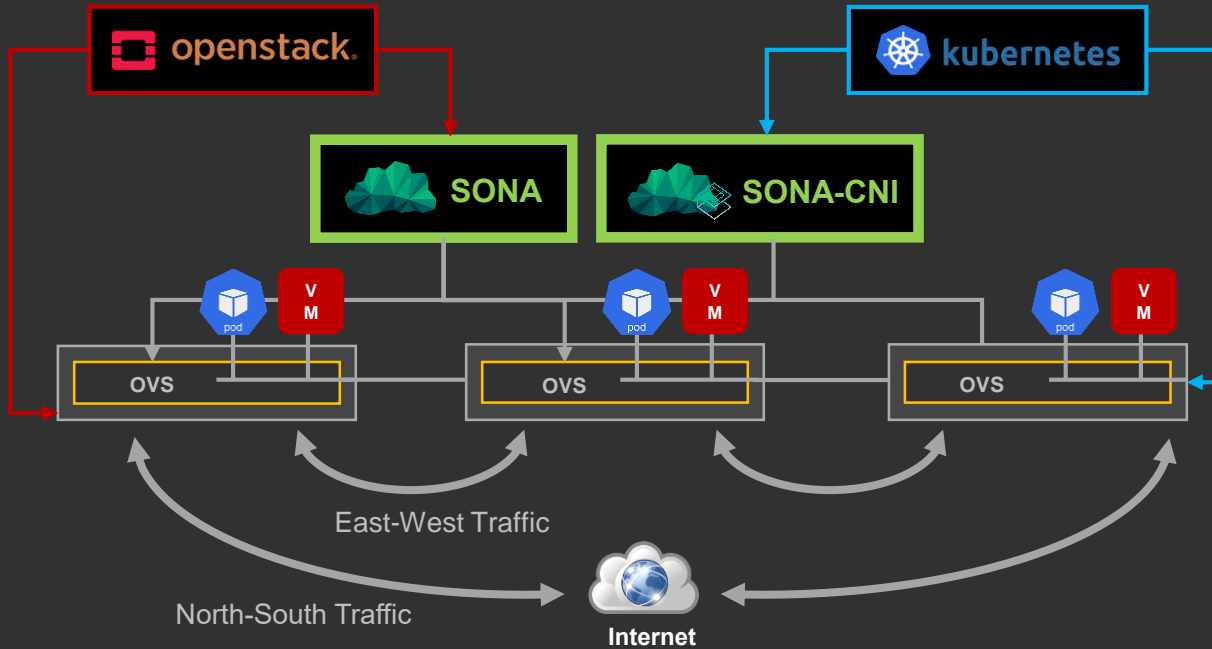 openstack.
kubernetes
SONA
SONA-CNI
pod
V
M
pod
V
M
pod
V
M
OVS
OVS
OVS
East-West Traffic
North-South Traffic
Internet